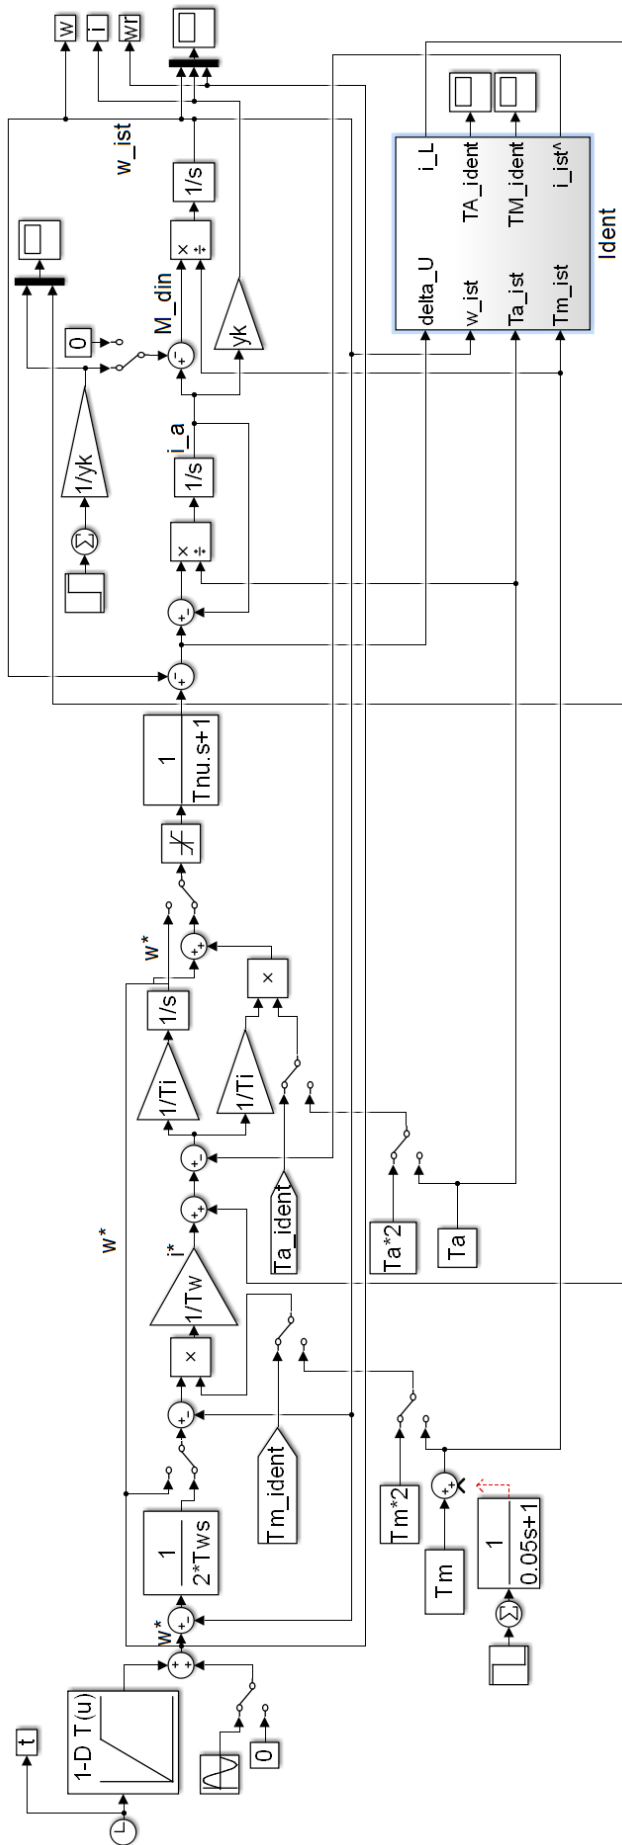 t
1-D T(u)
0
w*
1
2*Tws
w*
×
1/Tw
i*
Tm_ident
Ta_ident
Tm*2
Tm
1
0.05s+1
Ta*2
Ta
1/Ti
1/s
w*
1/Ti
×
1
Tnu.s+1
Σ
1/yk
0
×
÷
1/s
i_a
M_din
yk
×
÷
1/s
w_ist
w
i
wr
delta_U
w_ist
Ta_ist
Tm_ist
i_L
TA_ident
TM_ident
i_ist^
Ident
Σ